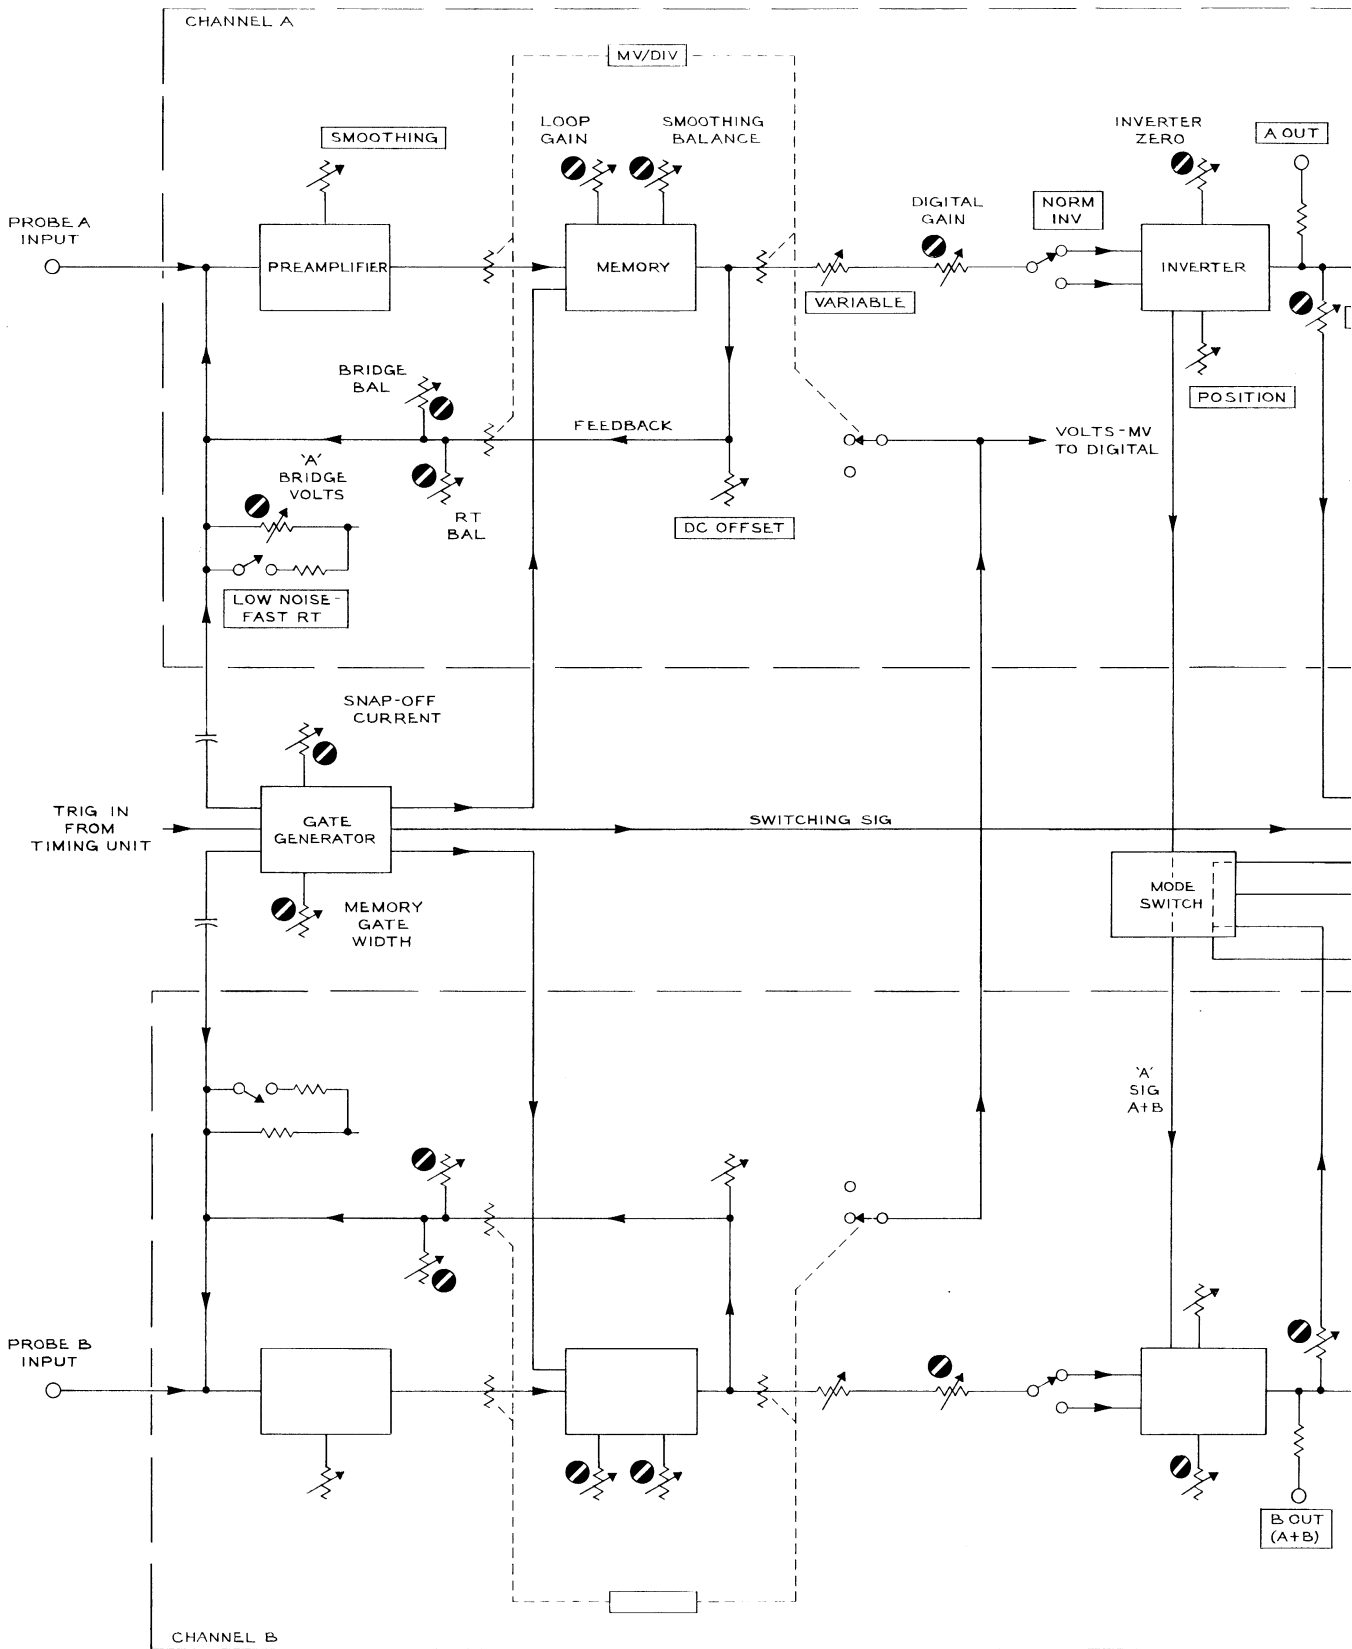 CHANNEL A
MV/DIV
SMOOTHING
LOOP
GAIN
SMOOTHING
BALANCE
INVERTER
ZERO
A OUT
PROBE A
INPUT
DIGITAL
GAIN
NORM
INV
PREAMPLIFIER
MEMORY
VARIABLE
INVERTER
BRIDGE
BAL
FEEDBACK
POSITION
VOLTS-MV
TO DIGITAL
'A'
BRIDGE
VOLTS
RT
BAL
DC OFFSET
LOW NOISE-
FAST RT
SNAP-OFF
CURRENT
TRIG IN
FROM
TIMING UNIT
GATE
GENERATOR
SWITCHING SIG
MODE
SWITCH
MEMORY
GATE
WIDTH
'A'
SIG
A+B
PROBE B
INPUT
B OUT
(A+B)
CHANNEL B